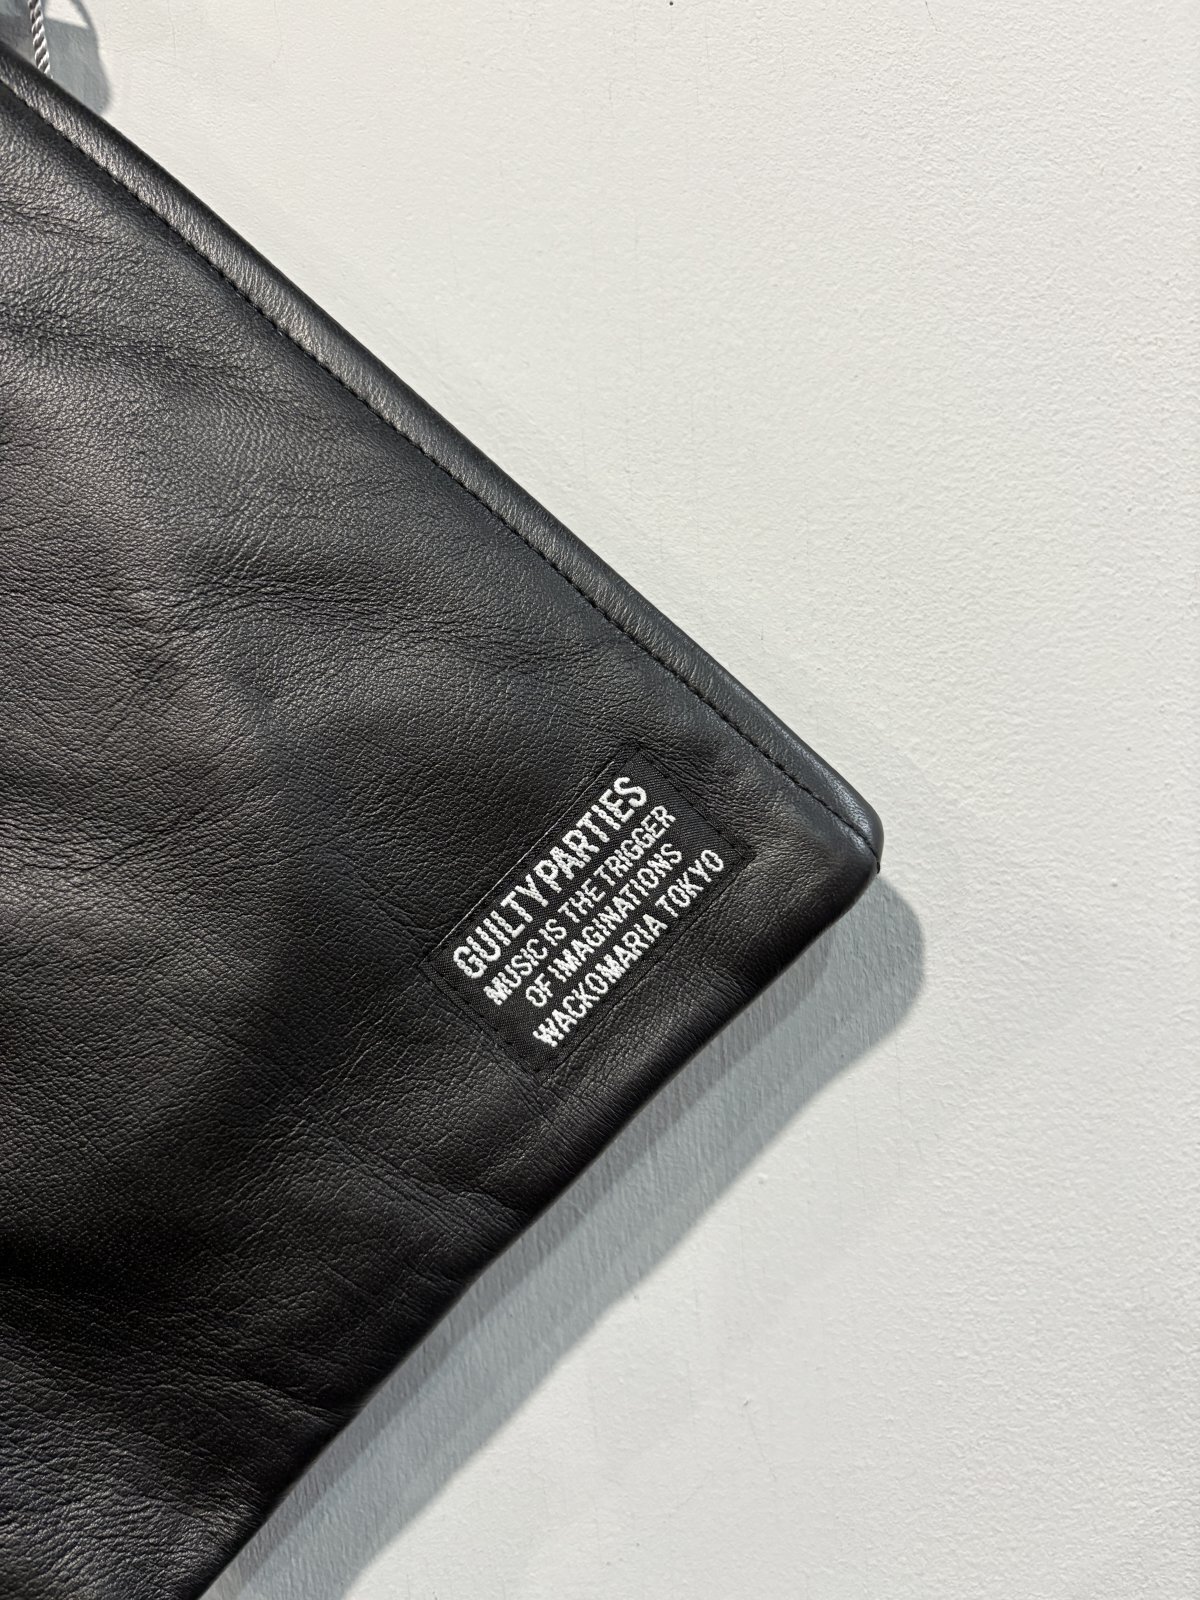 GUILTYPARTIES
MUSIC IS THE TRIGGER
OF IMAGINATIONS
WACKOMARIA TOKYO